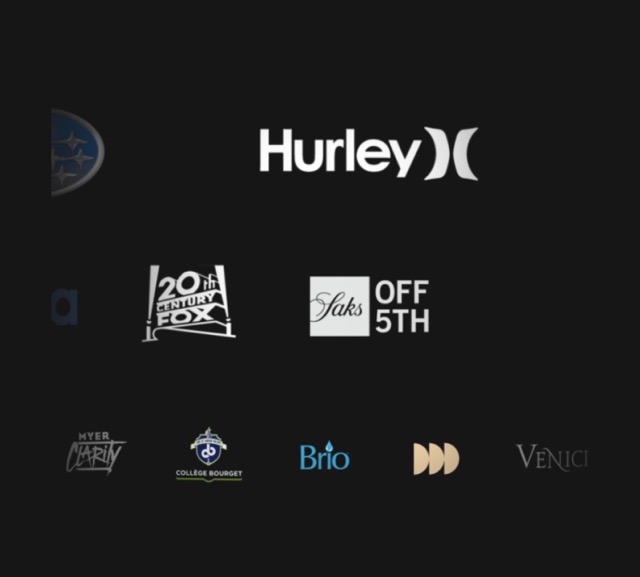 Hurley
20th
CENTURY
FOX
Saks
OFF
5TH
a
MYER
CLARITY
COLLÈGE BOURGET
Brio
VENICI